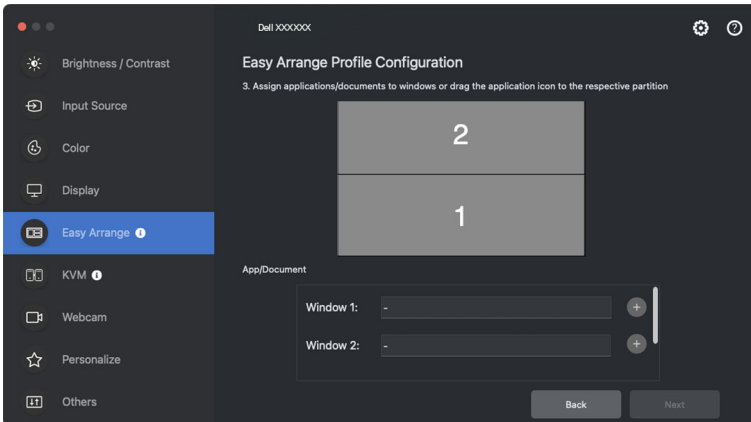 Dell XXXXXX
Brightness / Contrast
Input Source
Color
Display
Easy Arrange
KVM
Webcam
Personalize
Others
Easy Arrange Profile Configuration
3. Assign applications/documents to windows or drag the application icon to the respective partition
2
1
App/Document
Window 1: -
Window 2: -
Back
Next